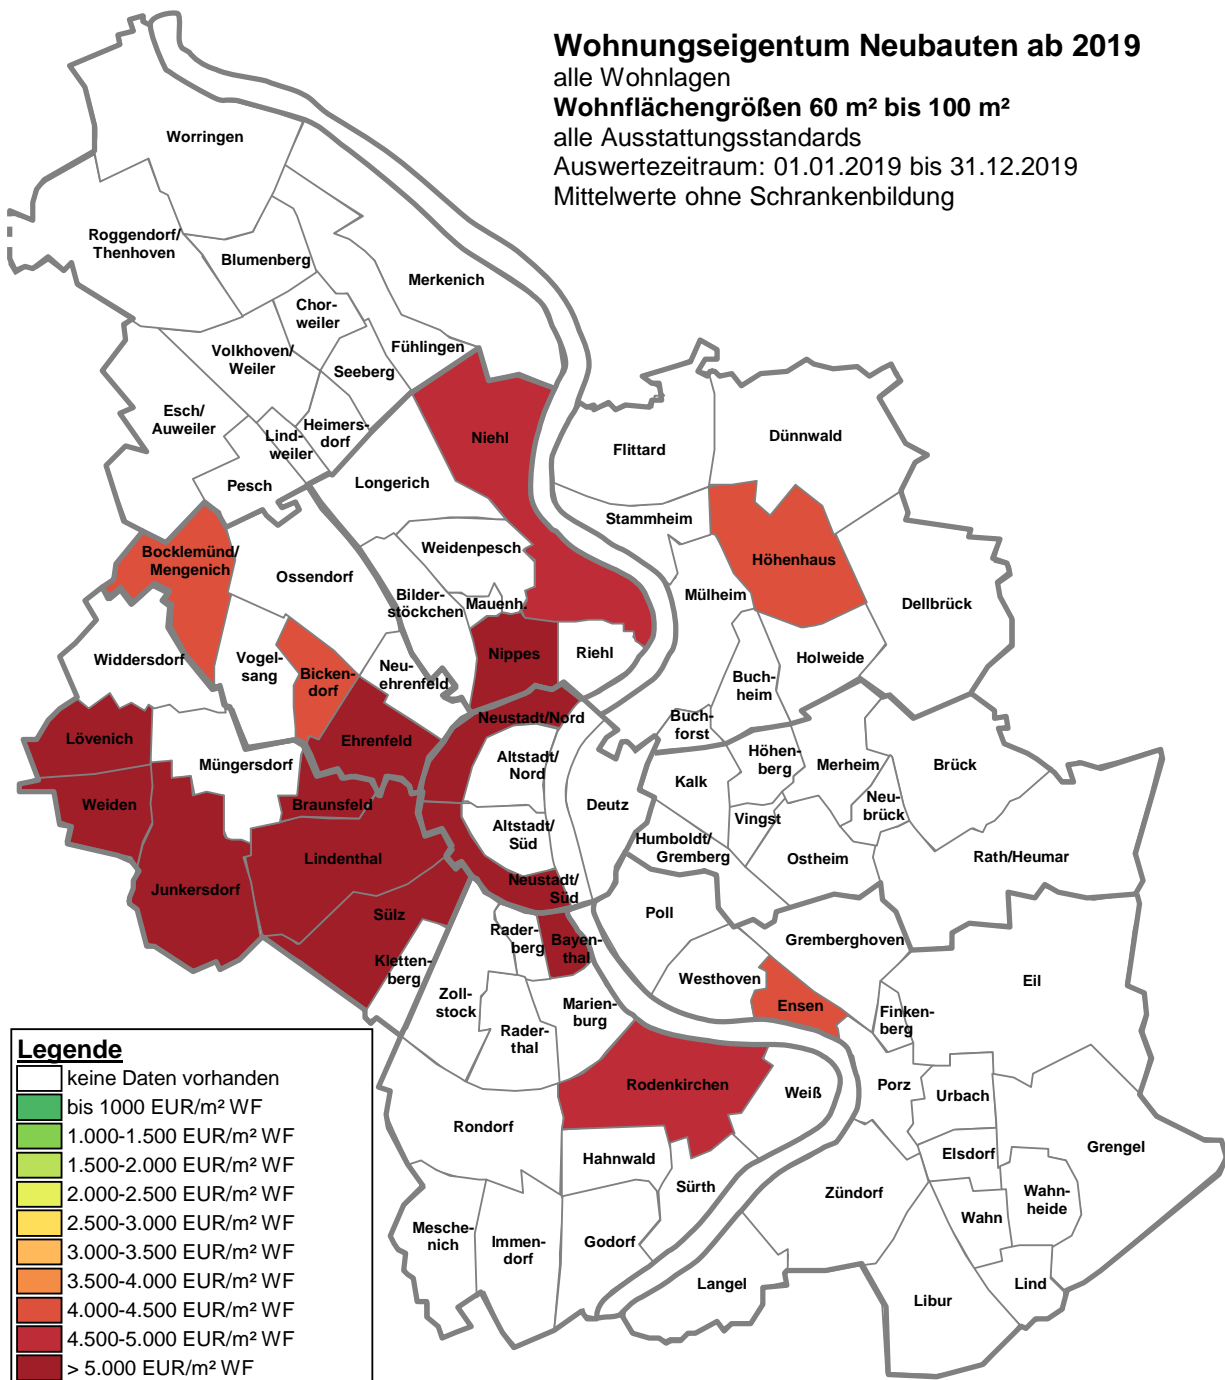 Wohnungseigentum Neubauten ab 2019
alle Wohnlagen
Wohnflächengrößen 60 m² bis 100 m²
alle Ausstattungsstandards
Auswertezeitraum: 01.01.2019 bis 31.12.2019
Mittelwerte ohne Schrankenbildung
Worringen
Roggendorf/
Thenhoven
Blumenberg
Merkenich
Chor-
weiler
Fühlingen
Volkhoven/
Weiler
Seeberg
Esch/
Auweiler
Lind-
weiler
Heimers-
dorf
Niehl
Flittard
Dünnwald
Pesch
Longerich
Stammheim
Bocklemünd/
Mengenich
Ossendorf
Weidenpesch
Höhenhaus
Bilder-
stöckchen
Mauenh.
Mülheim
Dellbrück
Widdersdorf
Vogel-
sang
Bicken-
dorf
Neu-
ehrenfeld
Nippes
Riehl
Holweide
Buch-
heim
Lövenich
Müngersdorf
Ehrenfeld
Neustadt/Nord
Altstadt/
Nord
Buch-
forst
Höhen-
berg
Kalk
Merheim
Brück
Weiden
Braunsfeld
Deutz
Neu-
brück
Vingst
Altstadt/
Süd
Humboldt/
Gremberg
Ostheim
Rath/Heumar
Junkersdorf
Lindenthal
Neustadt/
Süd
Sülz
Poll
Rader-
berg
Bayen-
thal
Gremberghoven
Kletten-
berg
Westhoven
Eil
Zoll-
stock
Marien-
burg
Ensen
Finken-
berg
Rader-
thal
Rodenkirchen
Weiß
Porz
Urbach
Rondorf
Hahnwald
Elsdorf
Grengel
Sürth
Zündorf
Wahn-
heide
Wahn
Mesche-
nich
Immen-
dorf
Godorf
Langel
Libur
Lind
Legende
keine Daten vorhanden
bis 1000 EUR/m² WF
1.000-1.500 EUR/m² WF
1.500-2.000 EUR/m² WF
2.000-2.500 EUR/m² WF
2.500-3.000 EUR/m² WF
3.000-3.500 EUR/m² WF
3.500-4.000 EUR/m² WF
4.000-4.500 EUR/m² WF
4.500-5.000 EUR/m² WF
> 5.000 EUR/m² WF